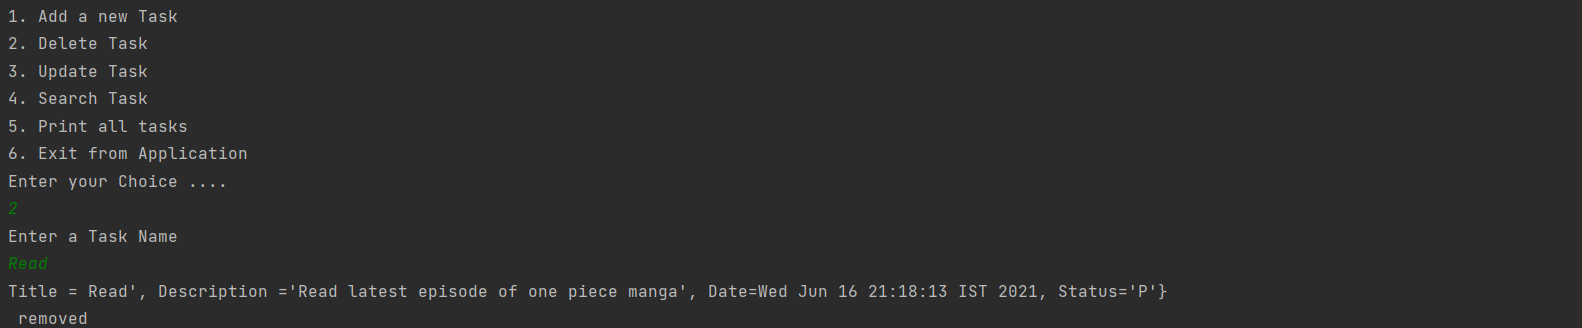 1. Add a new Task
2. Delete Task
3. Update Task
4. Search Task
5. Print all tasks
6. Exit from Application
Enter your Choice ....
2
Enter a Task Name
Read
Title = Read', Description ='Read latest episode of one piece manga', Date=Wed Jun 16 21:18:13 IST 2021, Status='P'}
 removed